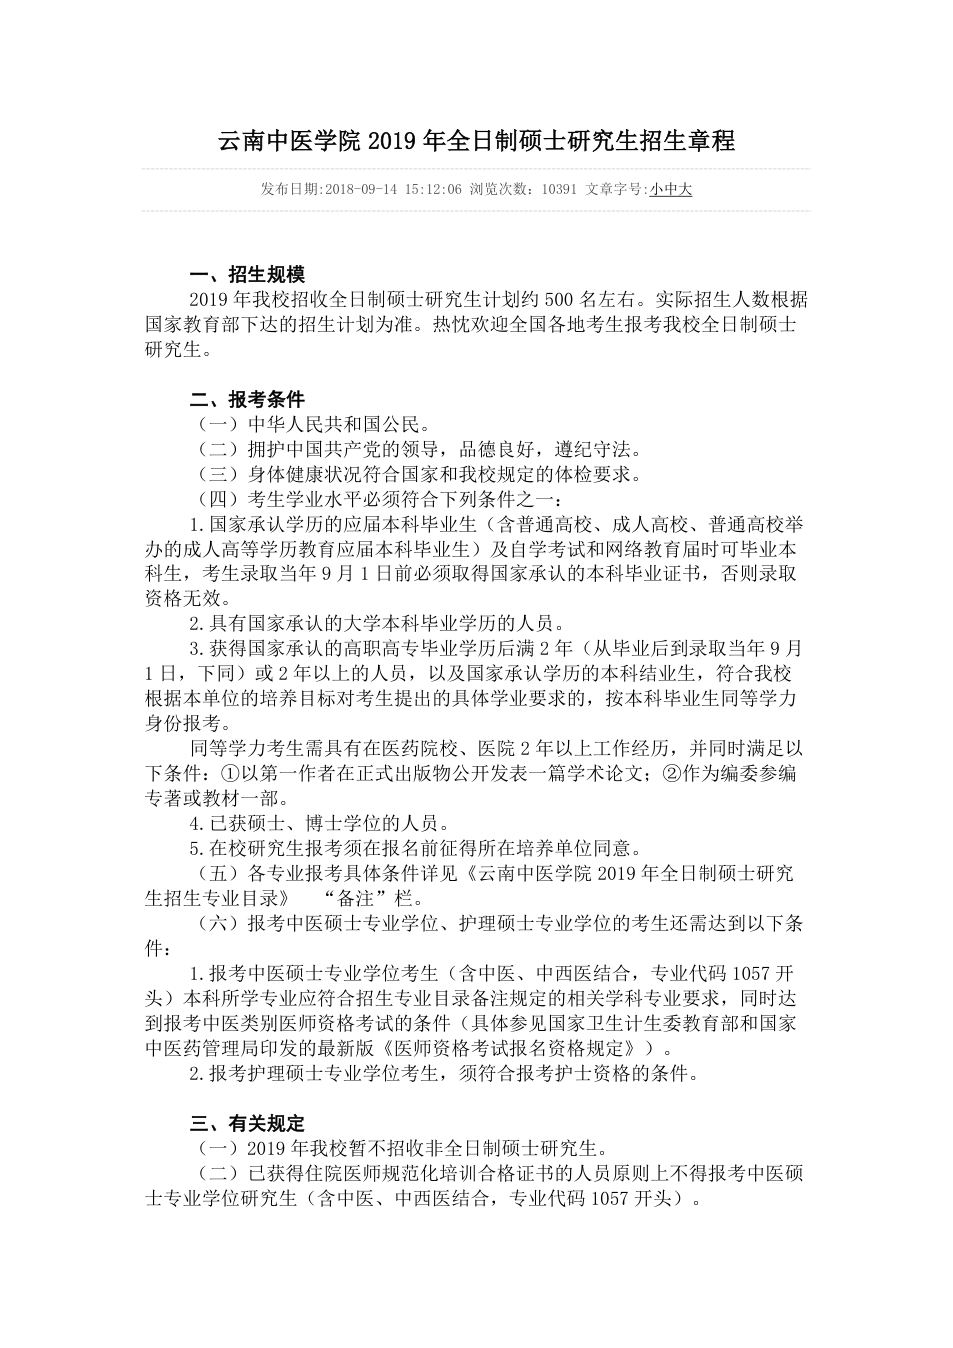 云南中医学院 2019 年全日制硕士研究生招生章程
发布日期:2018-09-14 15:12:06 浏览次数: 10391 文章字号:小中大
一、招生规模
2019 年我校招收全日制硕士研究生计划约 500 名左右。实际招生人数根据
国家教育部下达的招生计划为准。热忱欢迎全国各地考生报考我校全日制硕士
研究生。
二、报考条件
（一）中华人民共和国公民。
（二）拥护中国共产党的领导，品德良好，遵纪守法。
（三）身体健康状况符合国家和我校规定的体检要求。
（四）考生学业水平必须符合下列条件之一：
1.国家承认学历的应届本科毕业生（含普通高校、成人高校、普通高校举
办的成人高等学历教育应届本科毕业生）及自学考试和网络教育届时可毕业本
科生，考生录取当年 9 月 1 日前必须取得国家承认的本科毕业证书，否则录取
资格无效。
2.具有国家承认的大学本科毕业学历的人员。
3.获得国家承认的高职高专毕业学历后满 2 年（从毕业后到录取当年 9 月
1 日，下同）或 2 年以上的人员，以及国家承认学历的本科结业生，符合我校
根据本单位的培养目标对考生提出的具体学业要求的，按本科毕业生同等学力
身份报考。
同等学力考生需具有在医药院校、医院 2 年以上工作经历，并同时满足以
下条件：①以第一作者在正式出版物公开发表一篇学术论文；②作为编委参编
专著或教材一部。
4.已获硕士、博士学位的人员。
5.在校研究生报考须在报名前征得所在培养单位同意。
（五）各专业报考具体条件详见《云南中医学院 2019 年全日制硕士研究
生招生专业目录》 “备注”栏。
（六）报考中医硕士专业学位、护理硕士专业学位的考生还需达到以下条
件：
1.报考中医硕士专业学位考生（含中医、中西医结合，专业代码 1057 开
头）本科所学专业应符合招生专业目录备注规定的相关学科专业要求，同时达
到报考中医类别医师资格考试的条件（具体参见国家卫生计生委教育部和国家
中医药管理局印发的最新版《医师资格考试报名资格规定》）。
2.报考护理硕士专业学位考生，须符合报考护士资格的条件。
三、有关规定
（一）2019 年我校暂不招收非全日制硕士研究生。
（二）已获得住院医师规范化培训合格证书的人员原则上不得报考中医硕
士专业学位研究生（含中医、中西医结合，专业代码 1057 开头）。